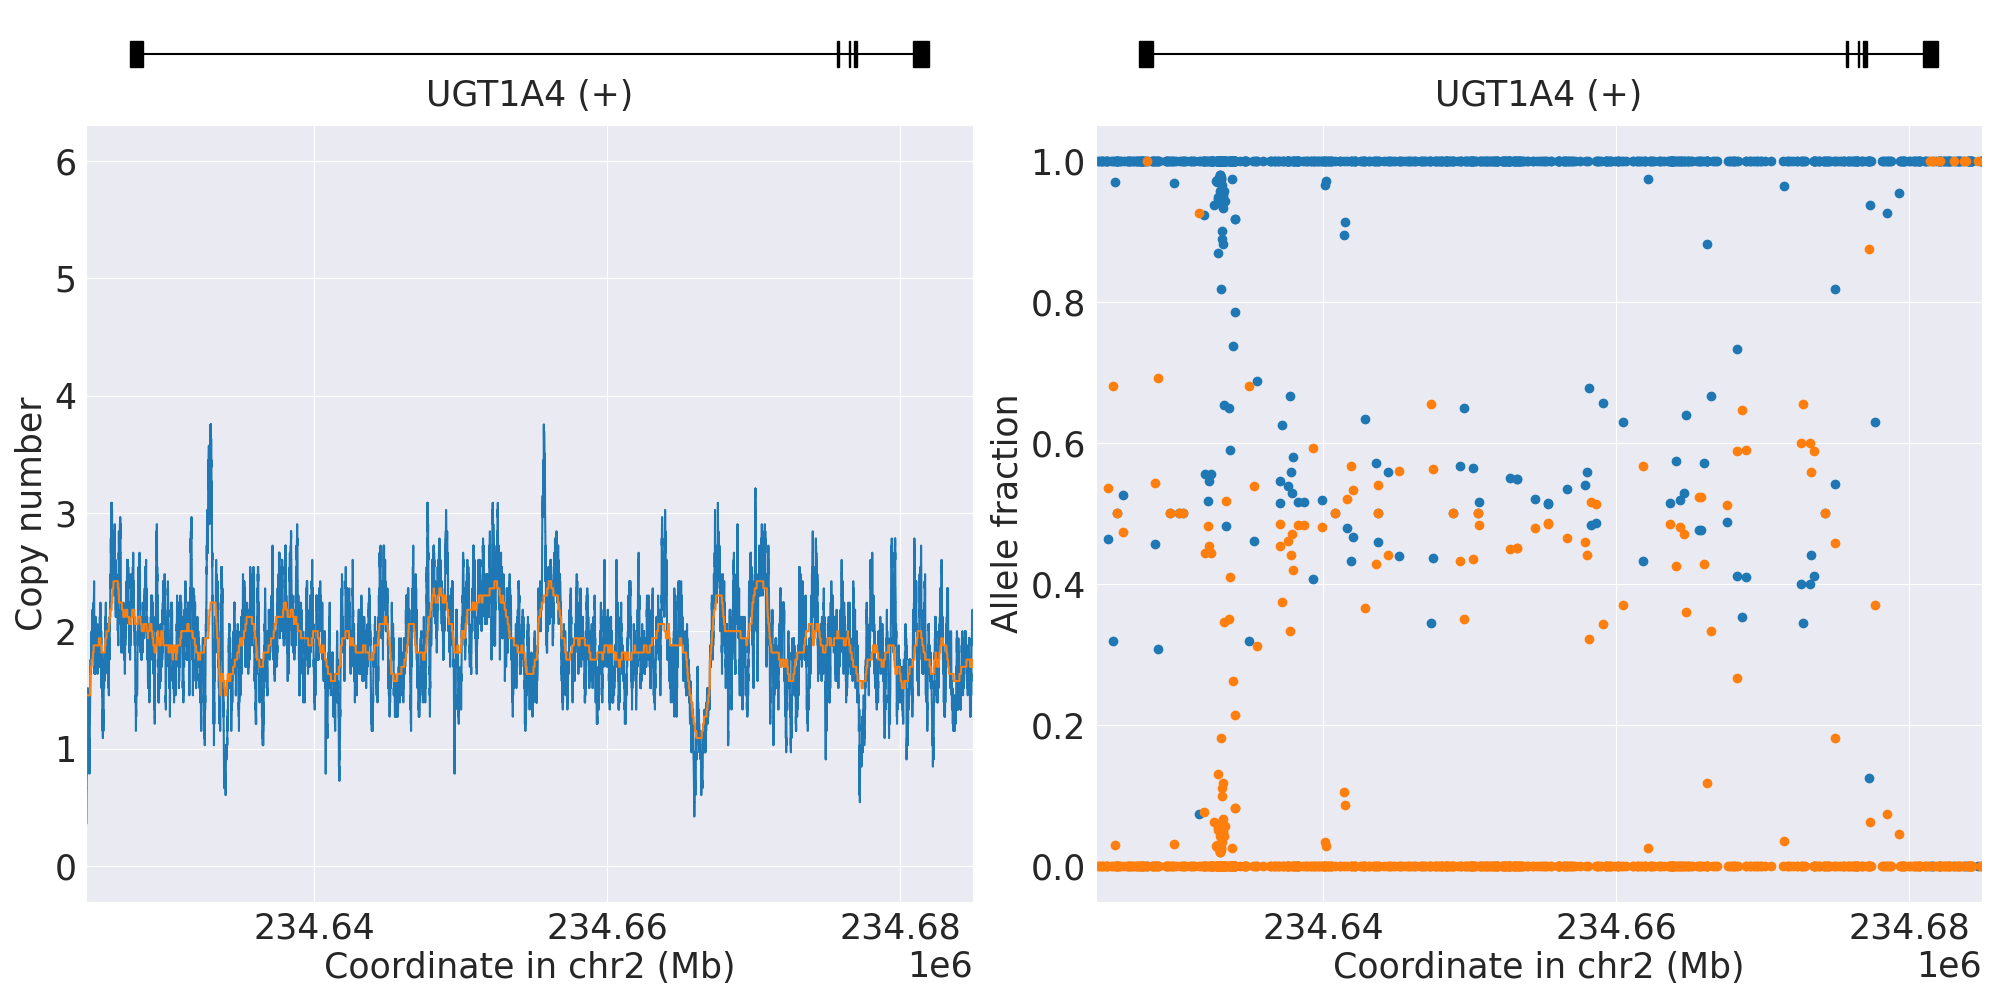 UGT1A4 (+)
Copy number
6
5
4
3
2
1
0
234.64 234.66 234.68
Coordinate in chr2 (Mb)
1e6
UGT1A4 (+)
Allele fraction
1.0
0.8
0.6
0.4
0.2
0.0
234.64 234.66 234.68
Coordinate in chr2 (Mb)
1e6